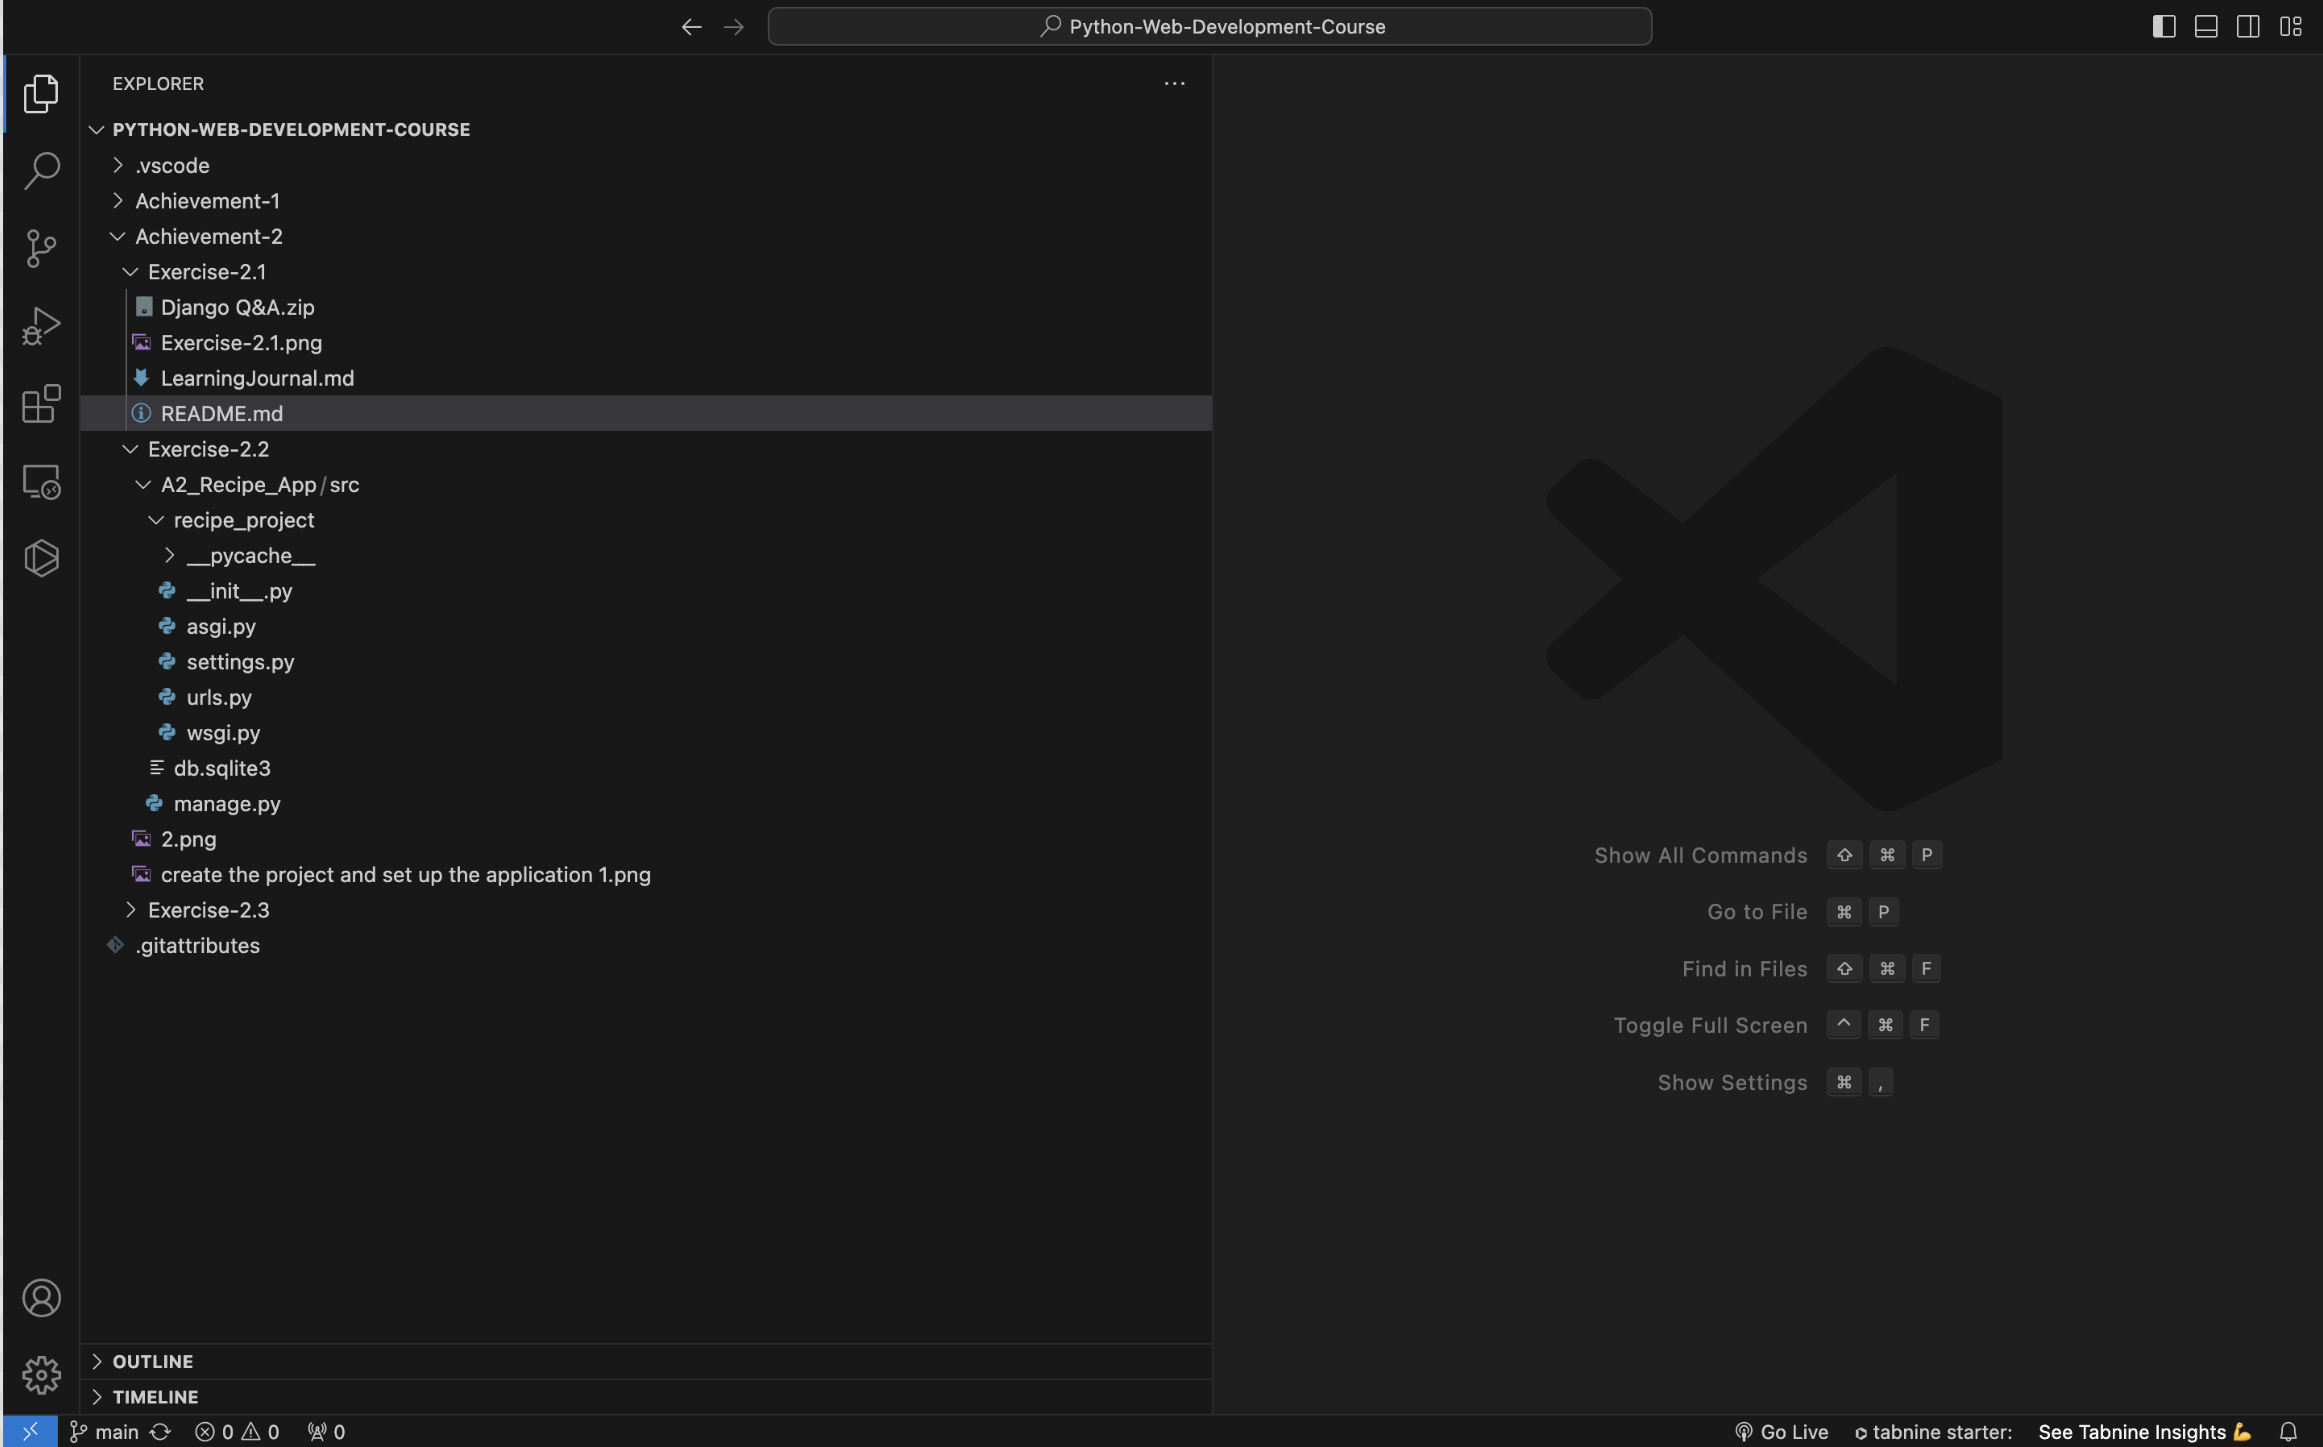 Python-Web-Development-Course
EXPLORER
PYTHON-WEB-DEVELOPMENT-COURSE
.vscode
Achievement-1
Achievement-2
Exercise-2.1
Django Q&A.zip
Exercise-2.1.png
LearningJournal.md
README.md
Exercise-2.2
A2_Recipe_App/src
recipe_project
__pycache__
__init__.py
asgi.py
settings.py
urls.py
wsgi.py
db.sqlite3
manage.py
2.png
create the project and set up the application 1.png
Exercise-2.3
.gitattributes
Show All Commands ⇧ ⌘ P
Go to File ⌘ P
Find in Files ⇧ ⌘ F
Toggle Full Screen ^ ⌘ F
Show Settings ⌘ ,
OUTLINE
TIMELINE
main 0 0 0 Go Live tabnine starter: See Tabnine Insights 💪